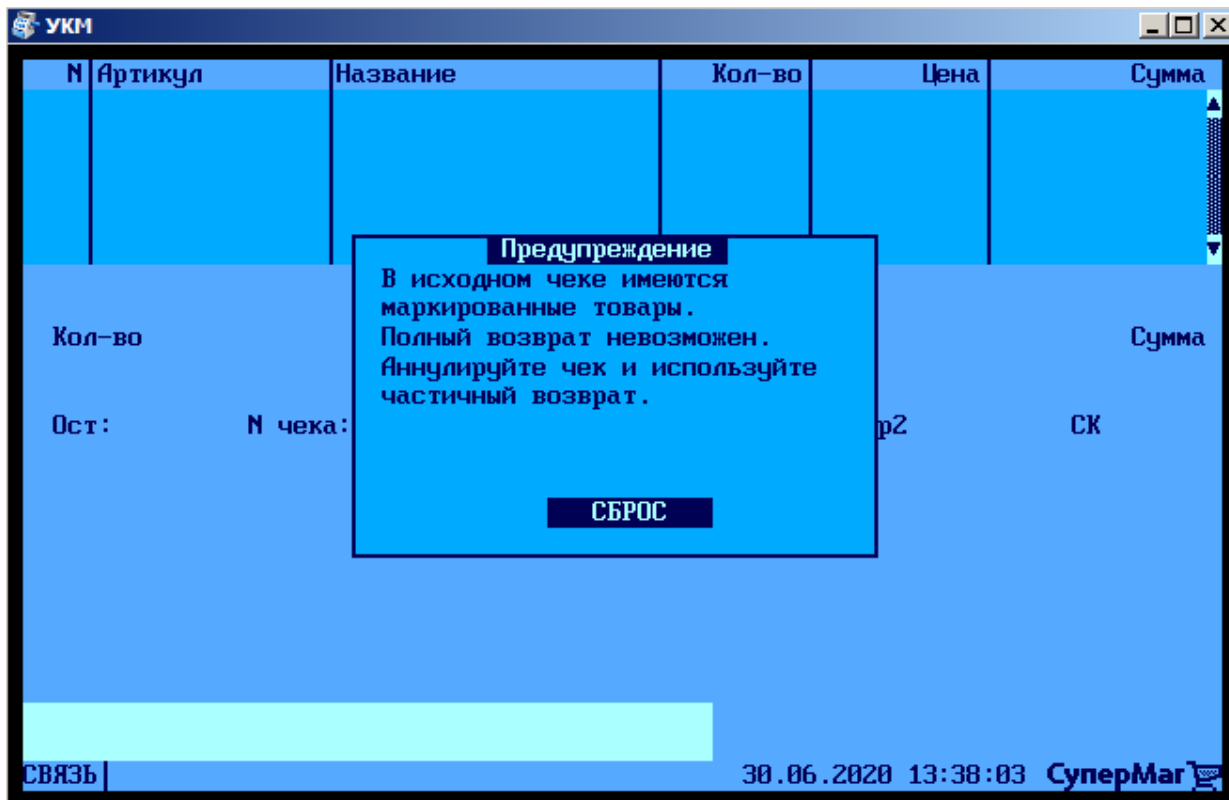 УКМ
N Артикул Название Кол-во Цена Сумма
Предупреждение
В исходном чеке имеются
маркированные товары.
Полный возврат невозможен.
Аннулируйте чек и используйте
частичный возврат.
Кол-во Сумма
Ост: N чека: р2 СК
СБРОС
СВЯЗЬ 30.06.2020 13:38:03 СуперМаг